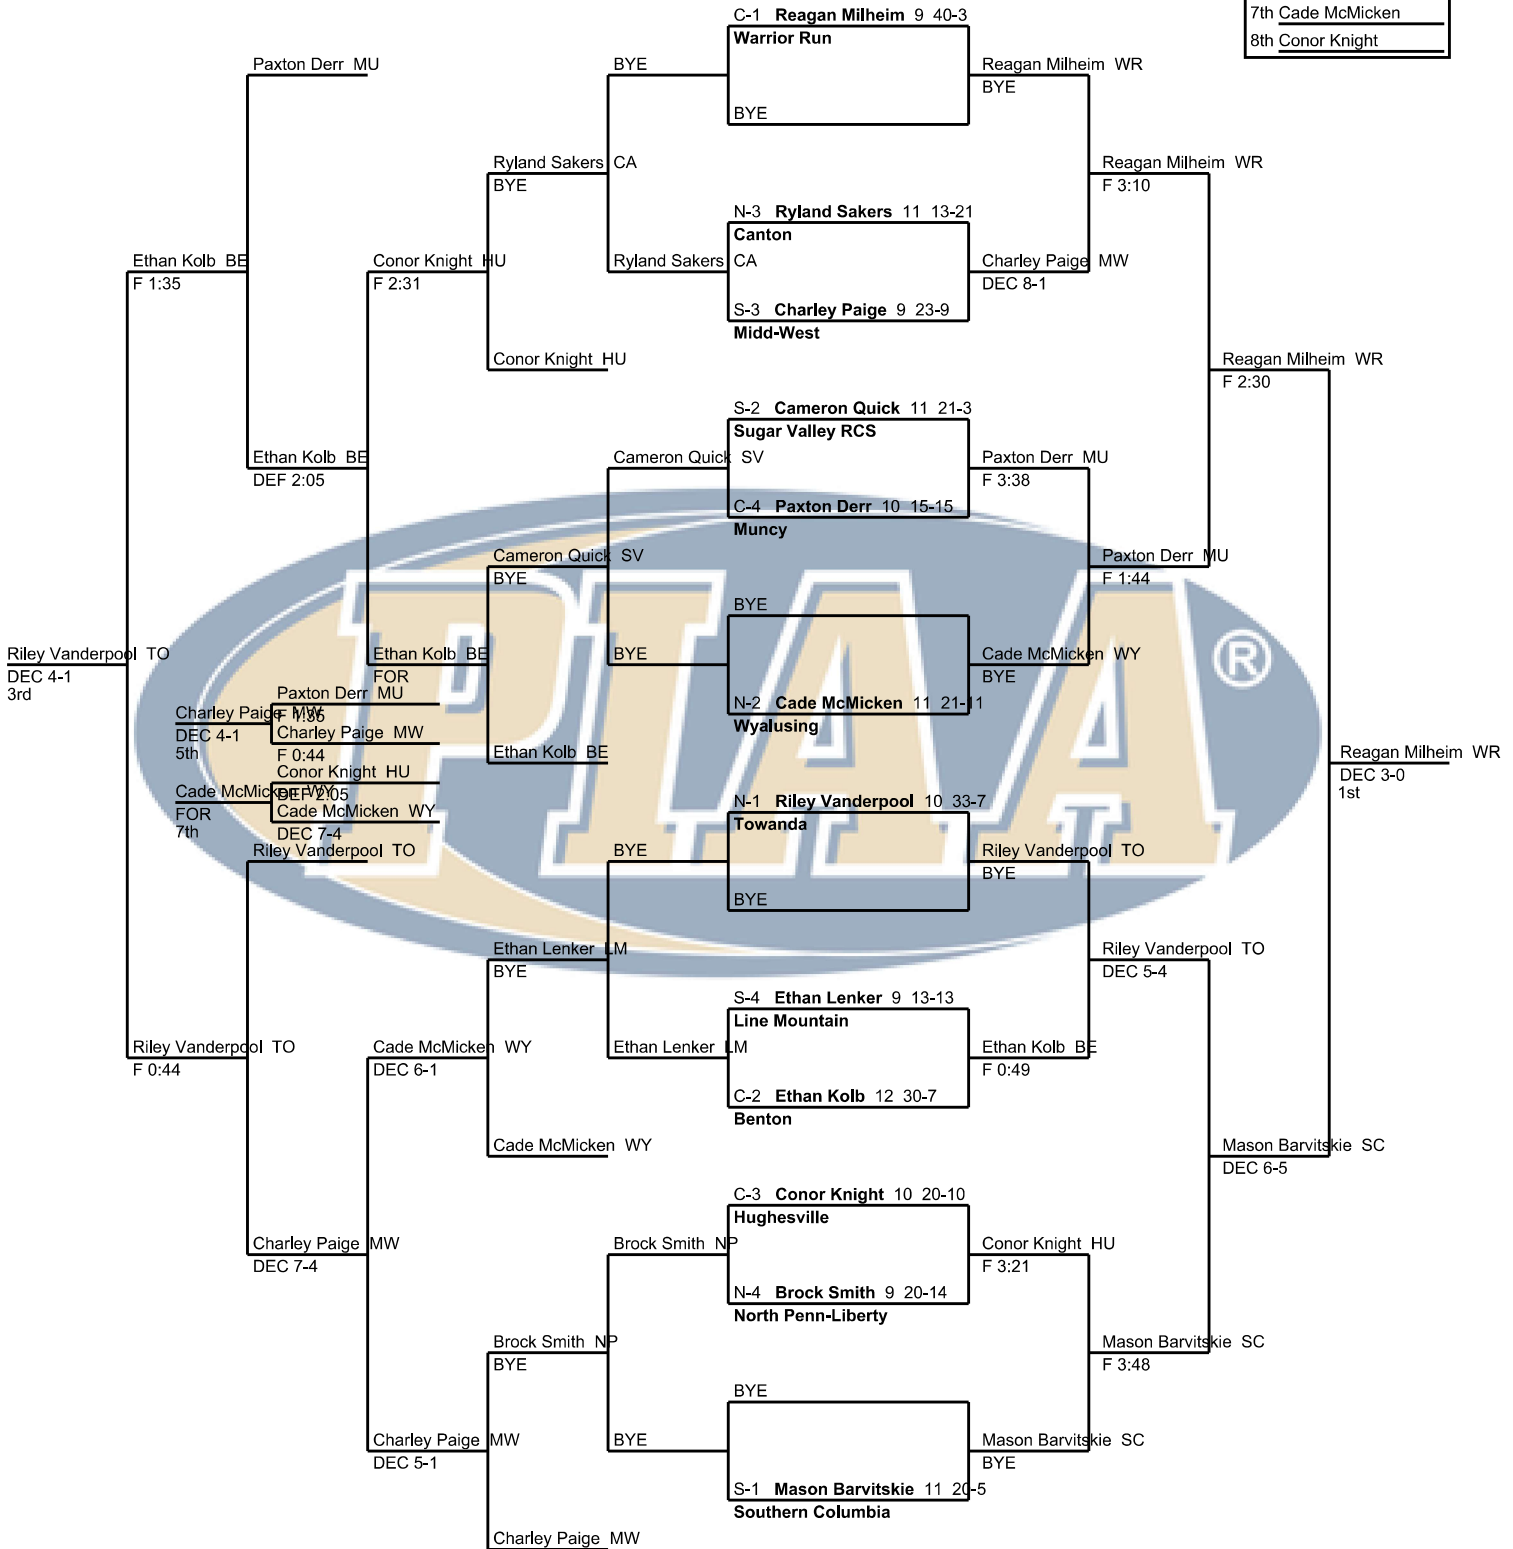 7th Cade McMicken
8th Conor Knight
C-1 Reagan Milheim 9 40-3
Warrior Run
BYE
Paxton Derr MU
BYE
Reagan Milheim WR
BYE
Ryland Sakers CA
BYE
Reagan Milheim WR
F 3:10
N-3 Ryland Sakers 11 13-21
Canton
S-3 Charley Paige 9 23-9
Midd-West
Ethan Kolb BE
F 1:35
Conor Knight HU
F 2:31
Ryland Sakers CA
Charley Paige MW
DEC 8-1
Conor Knight HU
Reagan Milheim WR
F 2:30
S-2 Cameron Quick 11 21-3
Sugar Valley RCS
C-4 Paxton Derr 10 15-15
Muncy
Ethan Kolb BE
DEF 2:05
Cameron Quick SV
Paxton Derr MU
F 3:38
Cameron Quick SV
BYE
Paxton Derr MU
F 1:44
PIAA®
BYE
N-2 Cade McMicken 11 21-11
Wyalusing
Riley Vanderpool TO
DEC 4-1
3rd
Ethan Kolb BE
FOR
BYE
Cade McMicken WY
BYE
Paxton Derr MU
F 1:35
Charley Paige MW
DEC 4-1
5th
Charley Paige MW
F 0:44
Ethan Kolb BE
Reagan Milheim WR
DEC 3-0
1st
Conor Knight HU
DEF 2:05
Cade McMicken WY
FOR
7th
Cade McMicken WY
DEC 7-4
N-1 Riley Vanderpool 10 33-7
Towanda
BYE
Riley Vanderpool TO
BYE
Riley Vanderpool TO
BYE
Ethan Lenker LM
BYE
Riley Vanderpool TO
DEC 5-4
S-4 Ethan Lenker 9 13-13
Line Mountain
C-2 Ethan Kolb 12 30-7
Benton
Riley Vanderpool TO
F 0:44
Cade McMicken WY
DEC 6-1
Ethan Lenker LM
Ethan Kolb BE
F 0:49
Cade McMicken WY
Mason Barvitskie SC
DEC 6-5
C-3 Conor Knight 10 20-10
Hughesville
N-4 Brock Smith 9 20-14
North Penn-Liberty
Charley Paige MW
DEC 7-4
Brock Smith NP
Conor Knight HU
F 3:21
Brock Smith NP
BYE
Mason Barvitskie SC
F 3:48
BYE
S-1 Mason Barvitskie 11 20-5
Southern Columbia
Charley Paige MW
DEC 5-1
BYE
Mason Barvitskie SC
BYE
Charley Paige MW